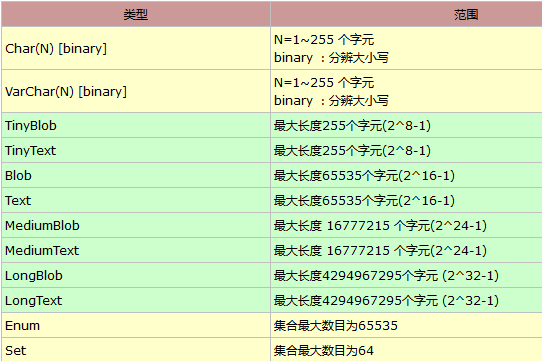 类型 范围
Char(N) [binary] N=1~255 个字元
binary ：分辨大小写
VarChar(N) [binary] N=1~255 个字元
binary ：分辨大小写
TinyBlob 最大长度255个字元(2^8-1)
TinyText 最大长度255个字元(2^8-1)
Blob 最大长度65535个字元(2^16-1)
Text 最大长度65535个字元(2^16-1)
MediumBlob 最大长度 16777215 个字元(2^24-1)
MediumText 最大长度 16777215 个字元(2^24-1)
LongBlob 最大长度4294967295个字元 (2^32-1)
LongText 最大长度4294967295个字元 (2^32-1)
Enum 集合最大数目为65535
Set 集合最大数目为64